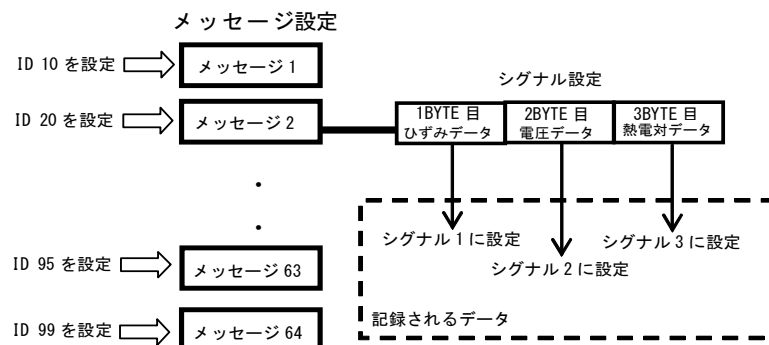 メッセージ設定
ID 10 を設定
メッセージ 1
ID 20 を設定
メッセージ 2
シグナル設定
1BYTE 目
ひずみデータ
2BYTE 目
電圧データ
3BYTE 目
熱電対データ
シグナル 1 に設定
シグナル 2 に設定
シグナル 3 に設定
ID 95 を設定
メッセージ 63
ID 99 を設定
メッセージ 64
記録されるデータ